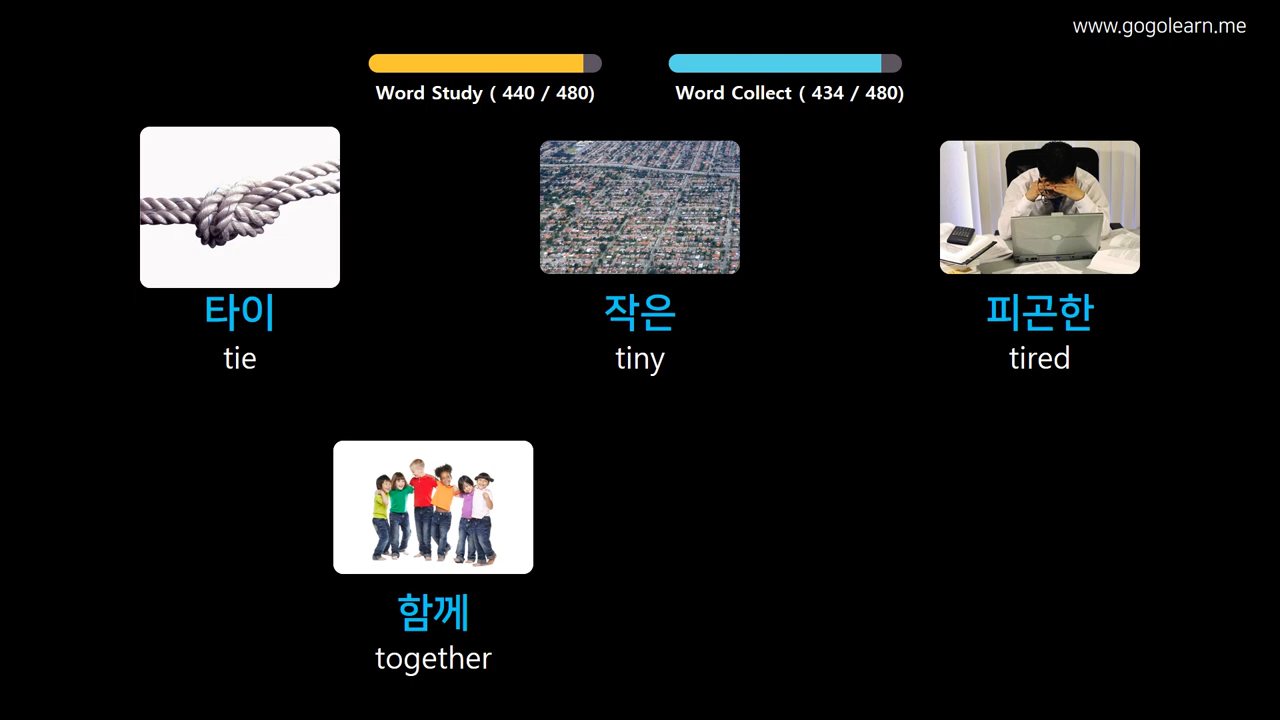 www.gogolearn.me
Word Study ( 440 / 480)
Word Collect ( 434 / 480)
타이
tie
작은
tiny
피곤한
tired
함께
together